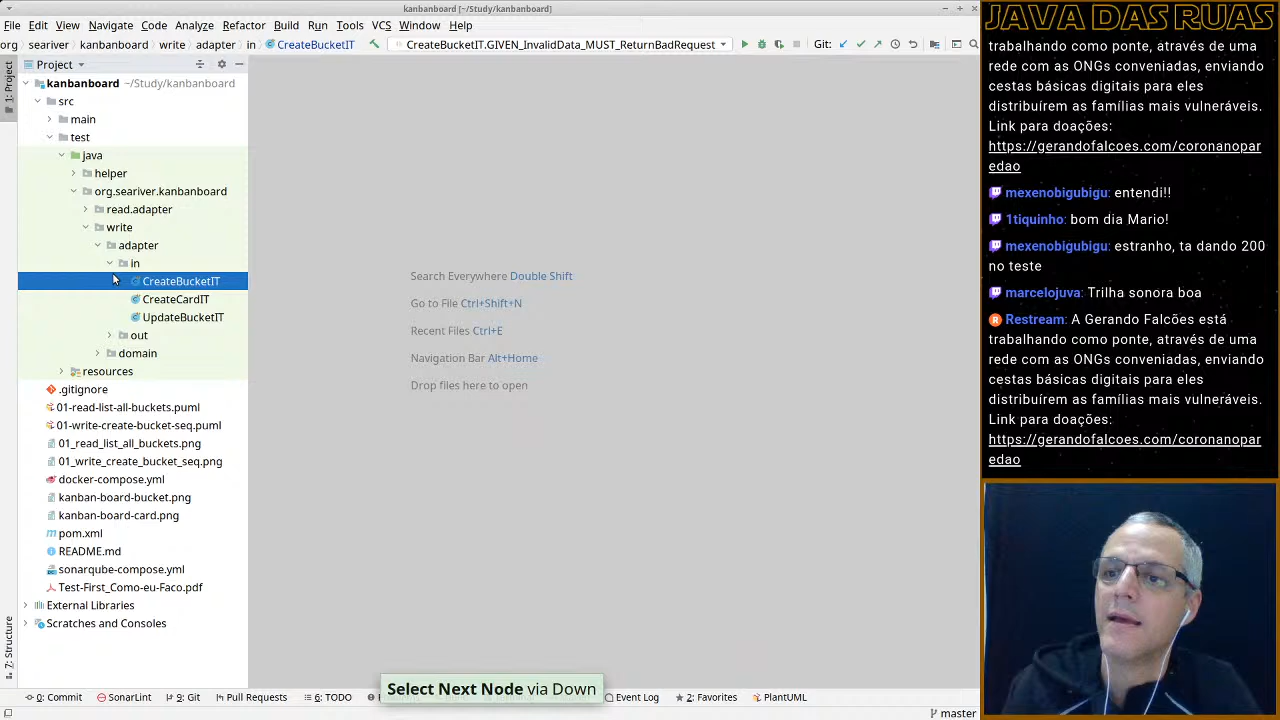 kanbanboard [~/Study/kanbanboard]
File Edit View Navigate Code Analyze Refactor Build Run Tools VCS Window Help
org seariver kanbanboard write adapter in CreateBucketIT CreateBucketIT.GIVEN_InvalidData_MUST_ReturnBadRequest Git:
Project
1: Project
7: Structure
kanbanboard ~/Study/kanbanboard
src
main
test
java
helper
org.seariver.kanbanboard
read.adapter
write
adapter
in
CreateBucketIT
CreateCardIT
UpdateBucketIT
out
domain
resources
.gitignore
01-read-list-all-buckets.puml
01-write-create-bucket-seq.puml
01_read_list_all_buckets.png
01_write_create_bucket_seq.png
docker-compose.yml
kanban-board-bucket.png
kanban-board-card.png
pom.xml
README.md
sonarqube-compose.yml
Test-First_Como-eu-Faco.pdf
External Libraries
Scratches and Consoles
Search Everywhere Double Shift
Go to File Ctrl+Shift+N
Recent Files Ctrl+E
Navigation Bar Alt+Home
Drop files here to open
Select Next Node via Down
0: Commit SonarLint 9: Git Pull Requests 6: TODO Event Log 2: Favorites PlantUML
master
JAVA DAS RUAS
trabalhando como ponte, através de uma
rede com as ONGs conveniadas, enviando
cestas básicas digitais para eles
distribuírem as famílias mais vulneráveis.
Link para doações:
https://gerandofalcoes.com/coronanopar
edao
mexenobigubigu: entendi!!
1tiquinho: bom dia Mario!
mexenobigubigu: estranho, ta dando 200
no teste
marcelojuva: Trilha sonora boa
Restream: A Gerando Falcões está
trabalhando como ponte, através de uma
rede com as ONGs conveniadas, enviando
cestas básicas digitais para eles
distribuírem as famílias mais vulneráveis.
Link para doações:
https://gerandofalcoes.com/coronanopar
edao